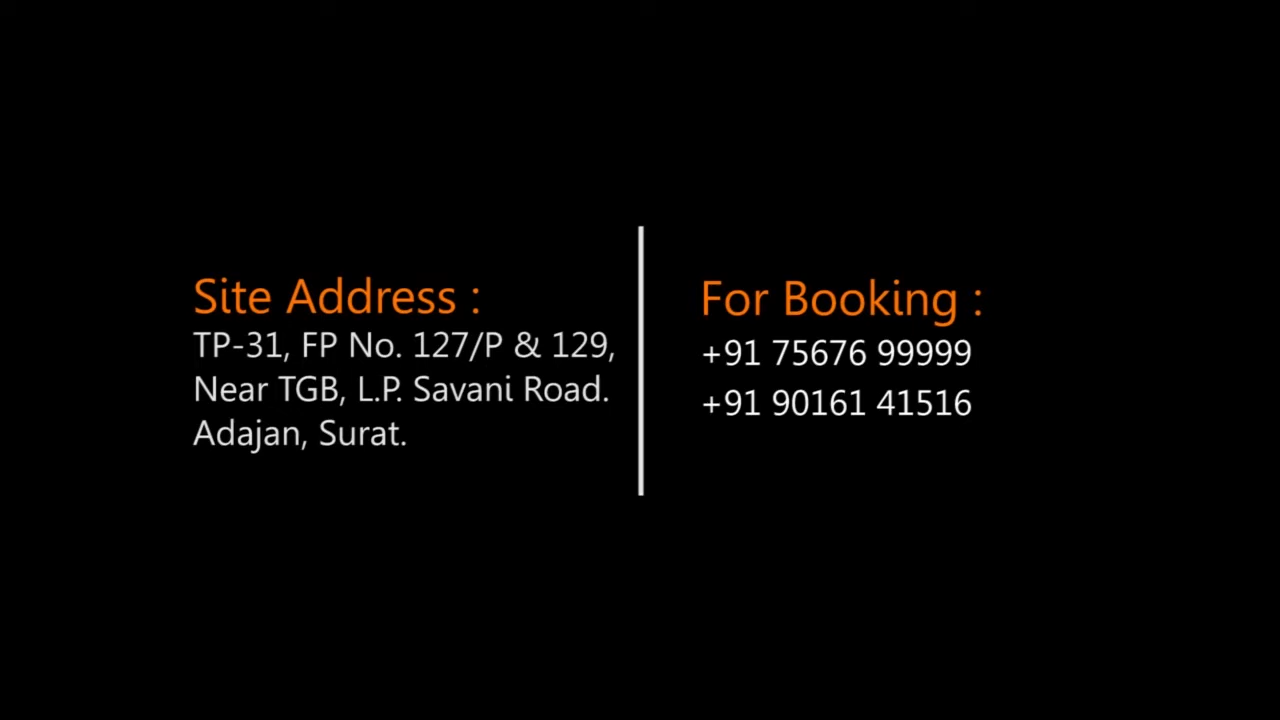 Site Address :
TP-31, FP No. 127/P & 129,
Near TGB, L.P. Savani Road.
Adajan, Surat.
For Booking :
+91 75676 99999
+91 90161 41516